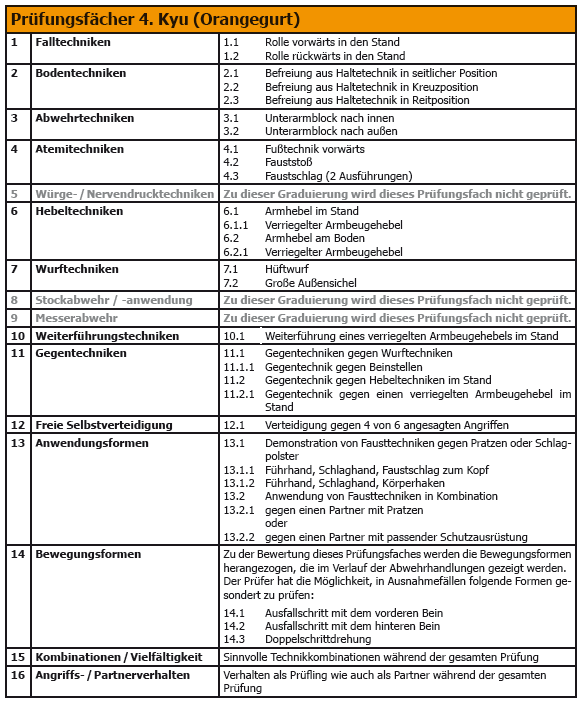 Prüfungsfächer 4. Kyu (Orangegurt)
1 Falltechniken 1.1 Rolle vorwärts in den Stand
1.2 Rolle rückwärts in den Stand
2 Bodentechniken 2.1 Befreiung aus Haltetechnik in seitlicher Position
2.2 Befreiung aus Haltetechnik in Kreuzposition
2.3 Befreiung aus Haltetechnik in Reitposition
3 Abwehrtechniken 3.1 Unterarmblock nach innen
3.2 Unterarmblock nach außen
4 Atemitechniken 4.1 Fußtechnik vorwärts
4.2 Fauststoß
4.3 Faustschlag (2 Ausführungen)
5 Würge- / Nervendrucktechniken Zu dieser Graduierung wird dieses Prüfungsfach nicht geprüft.
6 Hebeltechniken 6.1 Armhebel im Stand
6.1.1 Verriegelter Armbeugehebel
6.2 Armhebel am Boden
6.2.1 Verriegelter Armbeugehebel
7 Wurftechniken 7.1 Hüftwurf
7.2 Große Außensichel
8 Stockabwehr / -anwendung Zu dieser Graduierung wird dieses Prüfungsfach nicht geprüft.
9 Messerabwehr Zu dieser Graduierung wird dieses Prüfungsfach nicht geprüft.
10 Weiterführungstechniken 10.1 Weiterführung eines verriegelten Armbeugehebels im Stand
11 Gegentechniken 11.1 Gegentechniken gegen Wurftechniken
11.1.1 Gegentechnik gegen Beinstellen
11.2 Gegentechnik gegen Hebeltechniken im Stand
11.2.1 Gegentechnik gegen einen verriegelten Armbeugehebel im
Stand
12 Freie Selbstverteidigung 12.1 Verteidigung gegen 4 von 6 angesagten Angriffen
13 Anwendungsformen 13.1 Demonstration von Fausttechniken gegen Pratzen oder Schlag-
polster
13.1.1 Führhand, Schlaghand, Faustschlag zum Kopf
13.1.2 Führhand, Schlaghand, Körperhaken
13.2 Anwendung von Fausttechniken in Kombination
13.2.1 gegen einen Partner mit Pratzen
oder
13.2.2 gegen einen Partner mit passender Schutzausrüstung
14 Bewegungsformen Zu der Bewertung dieses Prüfungsfaches werden die Bewegungsformen
herangezogen, die im Verlauf der Abwehrhandlungen gezeigt werden.
Der Prüfer hat die Möglichkeit, in Ausnahmefällen folgende Formen ge-
sondert zu prüfen:
14.1 Ausfallschritt mit dem vorderen Bein
14.2 Ausfallschritt mit dem hinteren Bein
14.3 Doppelschrittdrehung
15 Kombinationen / Vielfältigkeit Sinnvolle Technikkombinationen während der gesamten Prüfung
16 Angriffs- / Partnerverhalten Verhalten als Prüfling wie auch als Partner während der gesamten
Prüfung